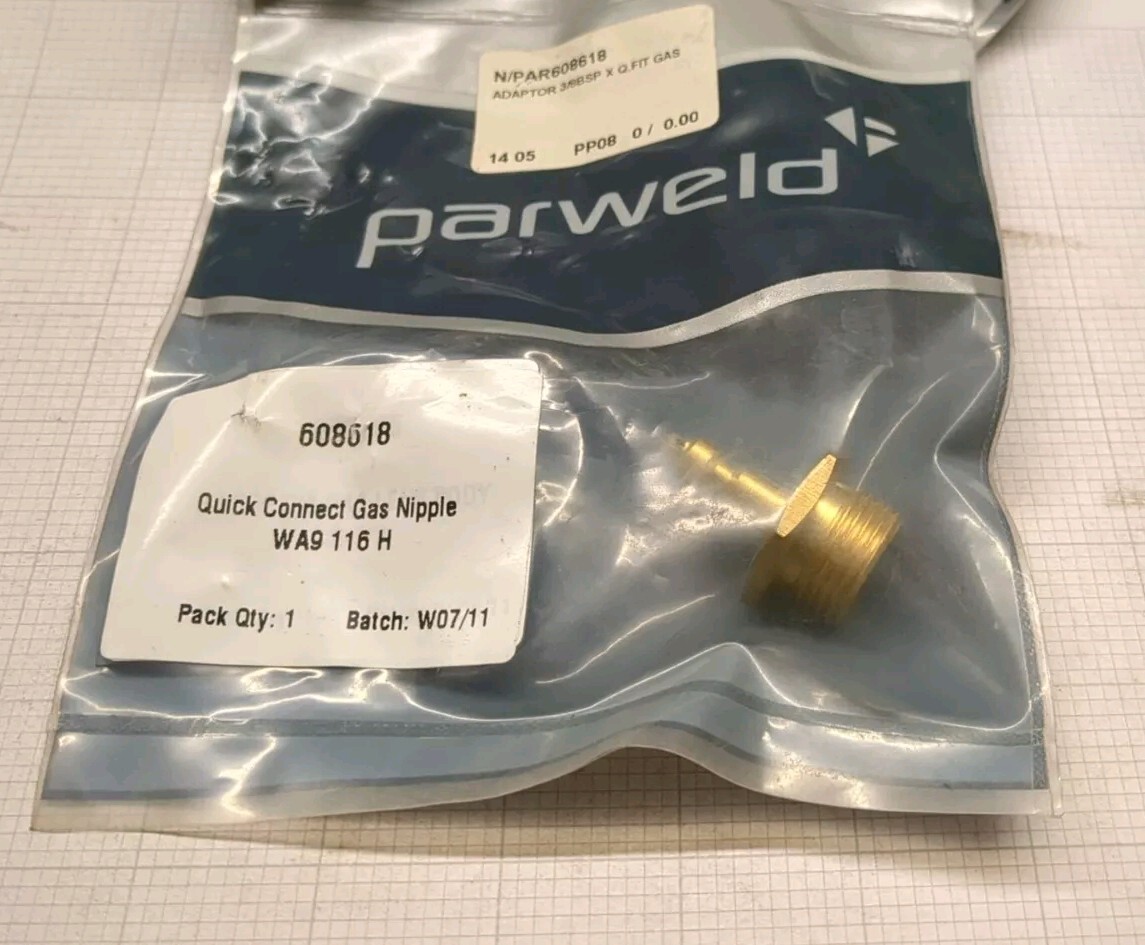 N/PAR608618
ADAPTOR 3/8BSP X Q.FIT GAS
14 05 PP08 0 / 0.00
parweld
608618
Quick Connect Gas Nipple
WA9 116 H
Pack Qty: 1 Batch: W07/11